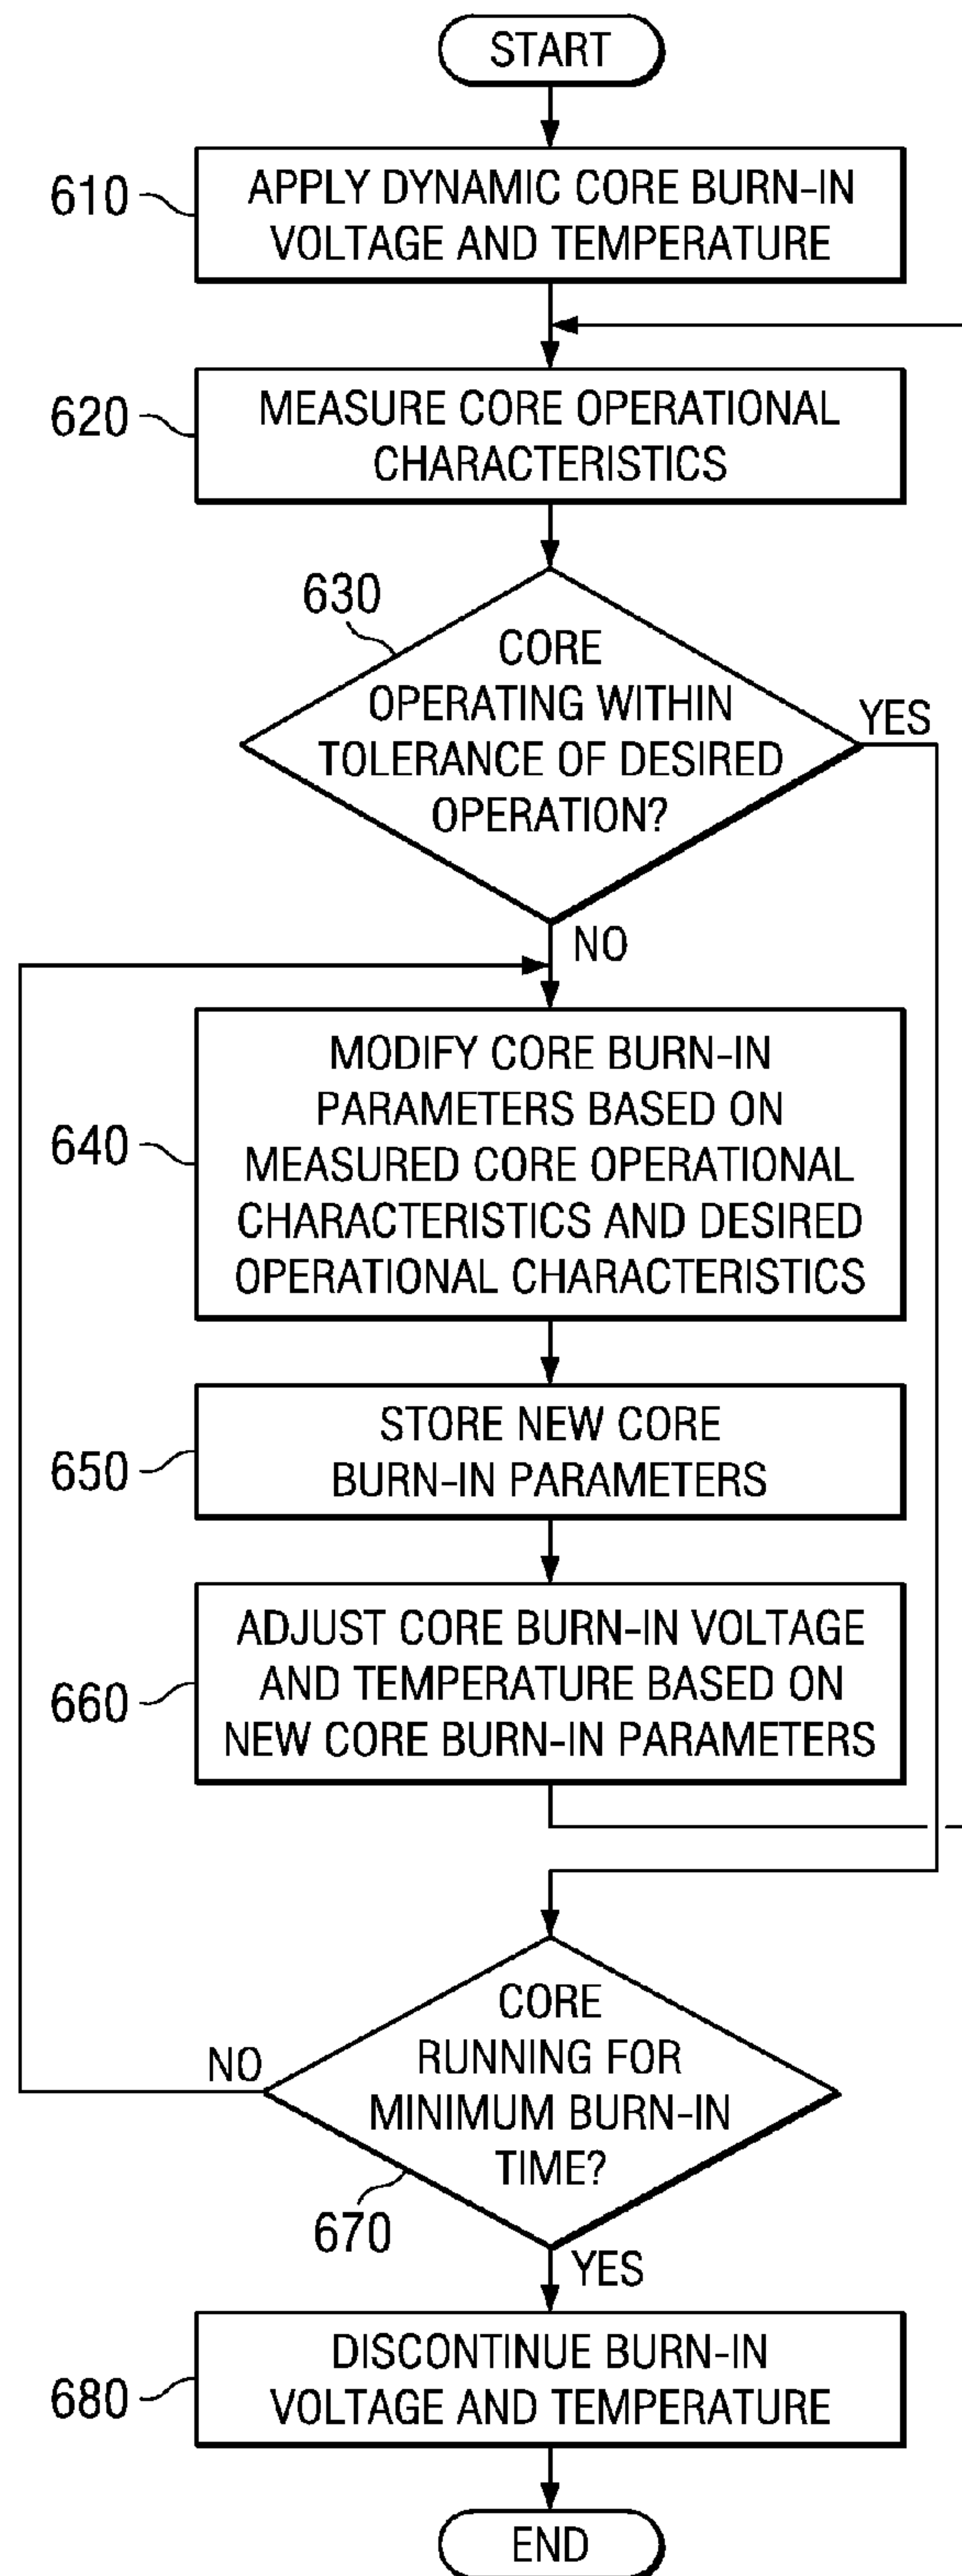 START
610
APPLY DYNAMIC CORE BURN-IN
VOLTAGE AND TEMPERATURE
620
MEASURE CORE OPERATIONAL
CHARACTERISTICS
630
CORE
OPERATING WITHIN
TOLERANCE OF DESIRED
OPERATION?
YES
NO
640
MODIFY CORE BURN-IN
PARAMETERS BASED ON
MEASURED CORE OPERATIONAL
CHARACTERISTICS AND DESIRED
OPERATIONAL CHARACTERISTICS
650
STORE NEW CORE
BURN-IN PARAMETERS
660
ADJUST CORE BURN-IN VOLTAGE
AND TEMPERATURE BASED ON
NEW CORE BURN-IN PARAMETERS
CORE
RUNNING FOR
MINIMUM BURN-IN
TIME?
NO
670
YES
680
DISCONTINUE BURN-IN
VOLTAGE AND TEMPERATURE
END